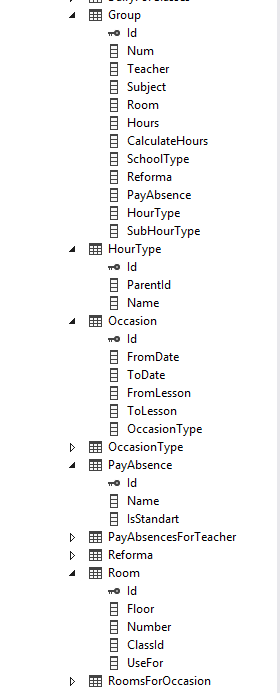 Group
Id
Num
Teacher
Subject
Room
Hours
CalculateHours
SchoolType
Reforma
PayAbsence
HourType
SubHourType
HourType
Id
ParentId
Name
Occasion
Id
FromDate
ToDate
FromLesson
ToLesson
OccasionType
OccasionType
PayAbsence
Id
Name
IsStandart
PayAbsencesForTeacher
Reforma
Room
Id
Floor
Number
ClassId
UseFor
RoomsForOccasion